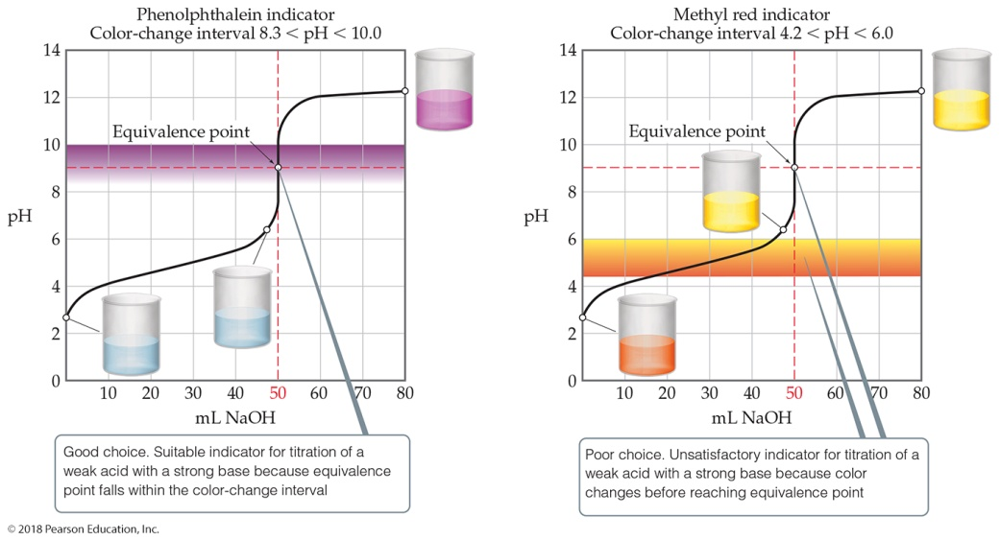 Phenolphthalein indicator
Color-change interval 8.3 < pH < 10.0
14
12
10
8
6
4
2
0
pH
Equivalence point
10 20 30 40 50 60 70 80
mL NaOH
Good choice. Suitable indicator for titration of a
weak acid with a strong base because equivalence
point falls within the color-change interval
Methyl red indicator
Color-change interval 4.2 < pH < 6.0
14
12
10
8
6
4
2
0
pH
Equivalence point
10 20 30 40 50 60 70 80
mL NaOH
Poor choice. Unsatisfactory indicator for titration of a
weak acid with a strong base because color
changes before reaching equivalence point
© 2018 Pearson Education, Inc.